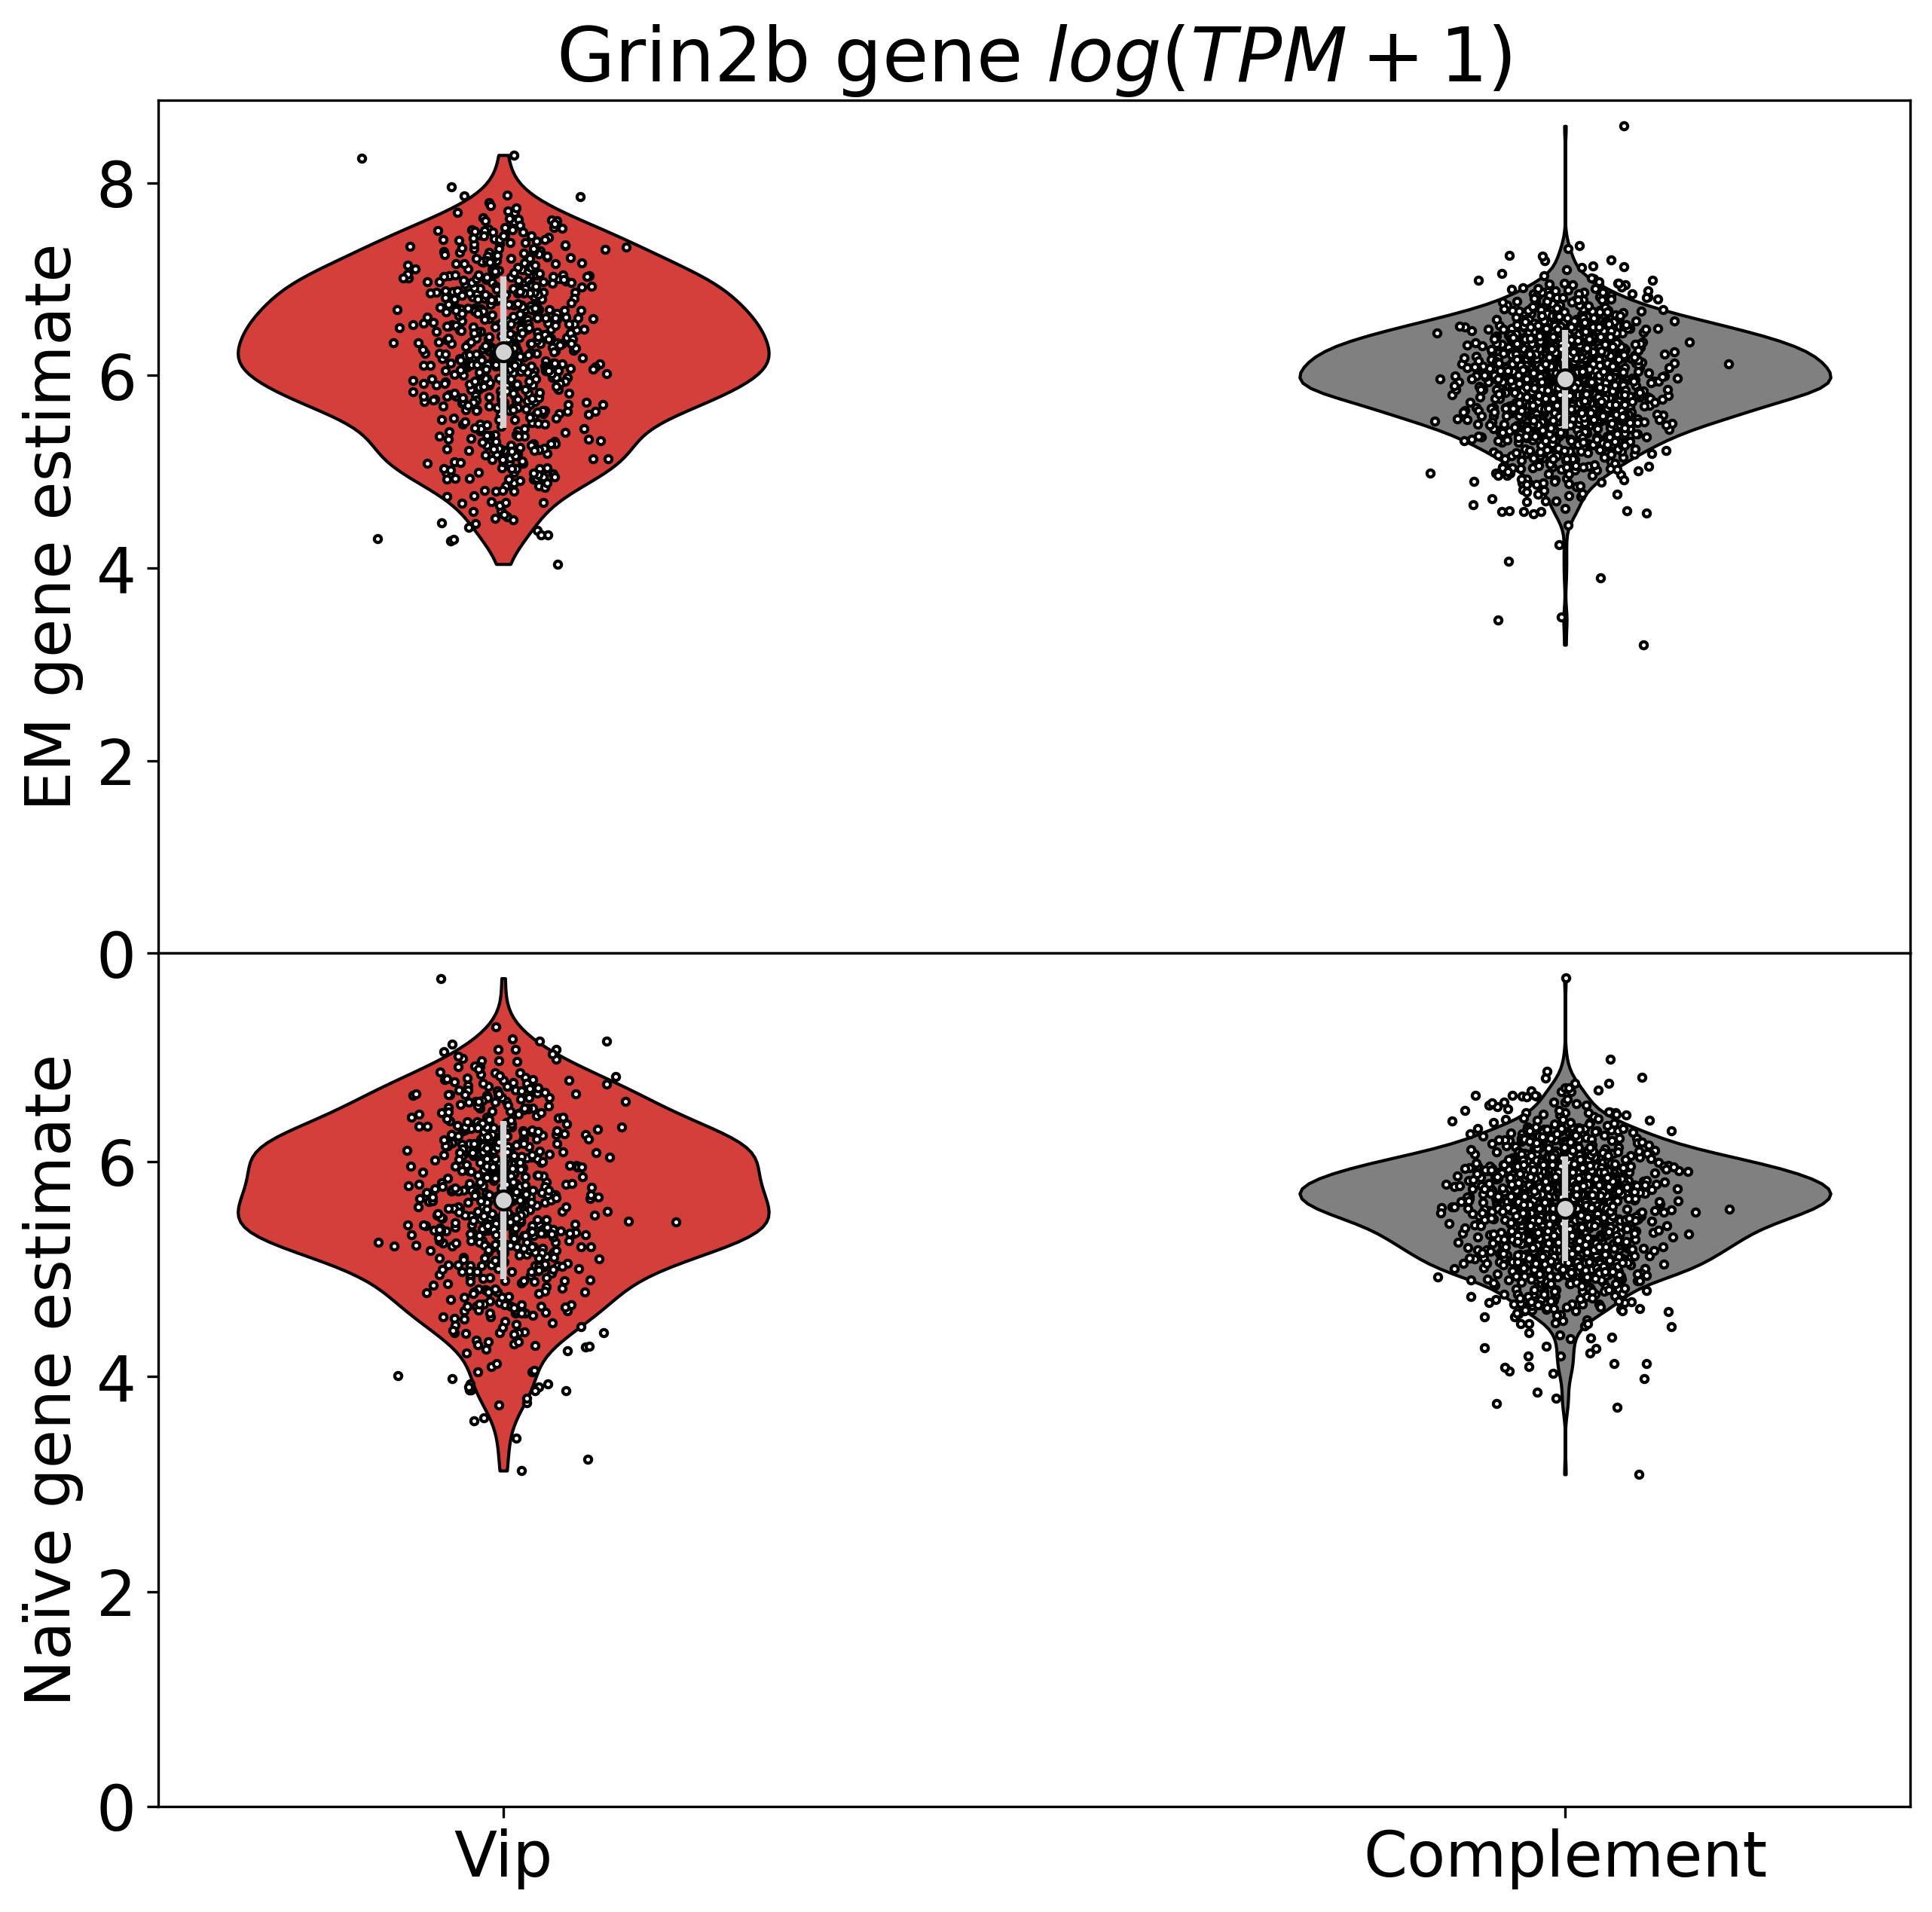 Grin2b gene log(TPM + 1)
EM gene estimate
8
6
4
2
0
Naïve gene estimate
6
4
2
0
Vip
Complement